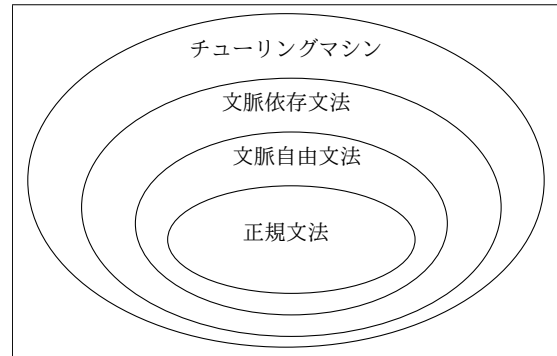 チューリングマシン
文脈依存文法
文脈自由文法
正規文法